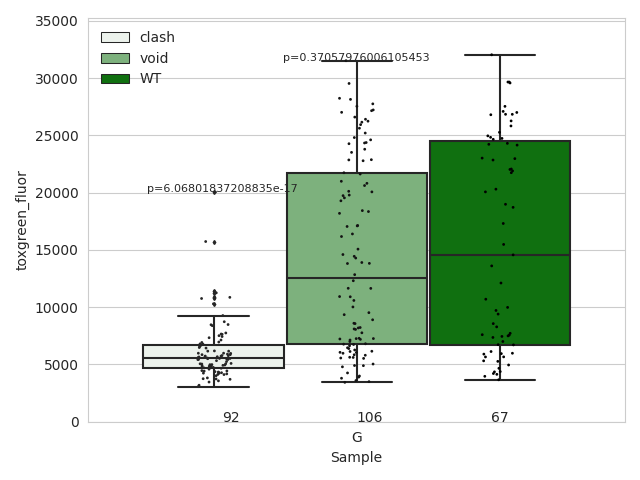 35000
30000
25000
20000
15000
10000
5000
0
toxgreen_fluor
clash
void
WT
p=0.37057976006105453
p=6.06801837208835e-17
92 106 67
G
Sample